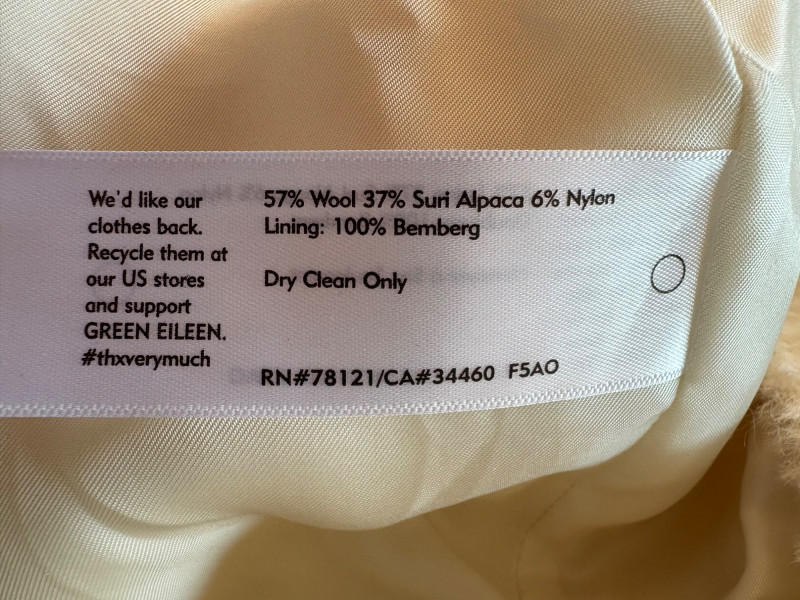 We'd like our
clothes back.
Recycle them at
our US stores
and support
GREEN EILEEN.
#thxverymuch
57% Wool 37% Suri Alpaca 6% Nylon
Lining: 100% Bemberg
Dry Clean Only
RN#78121/CA#34460 F5AO